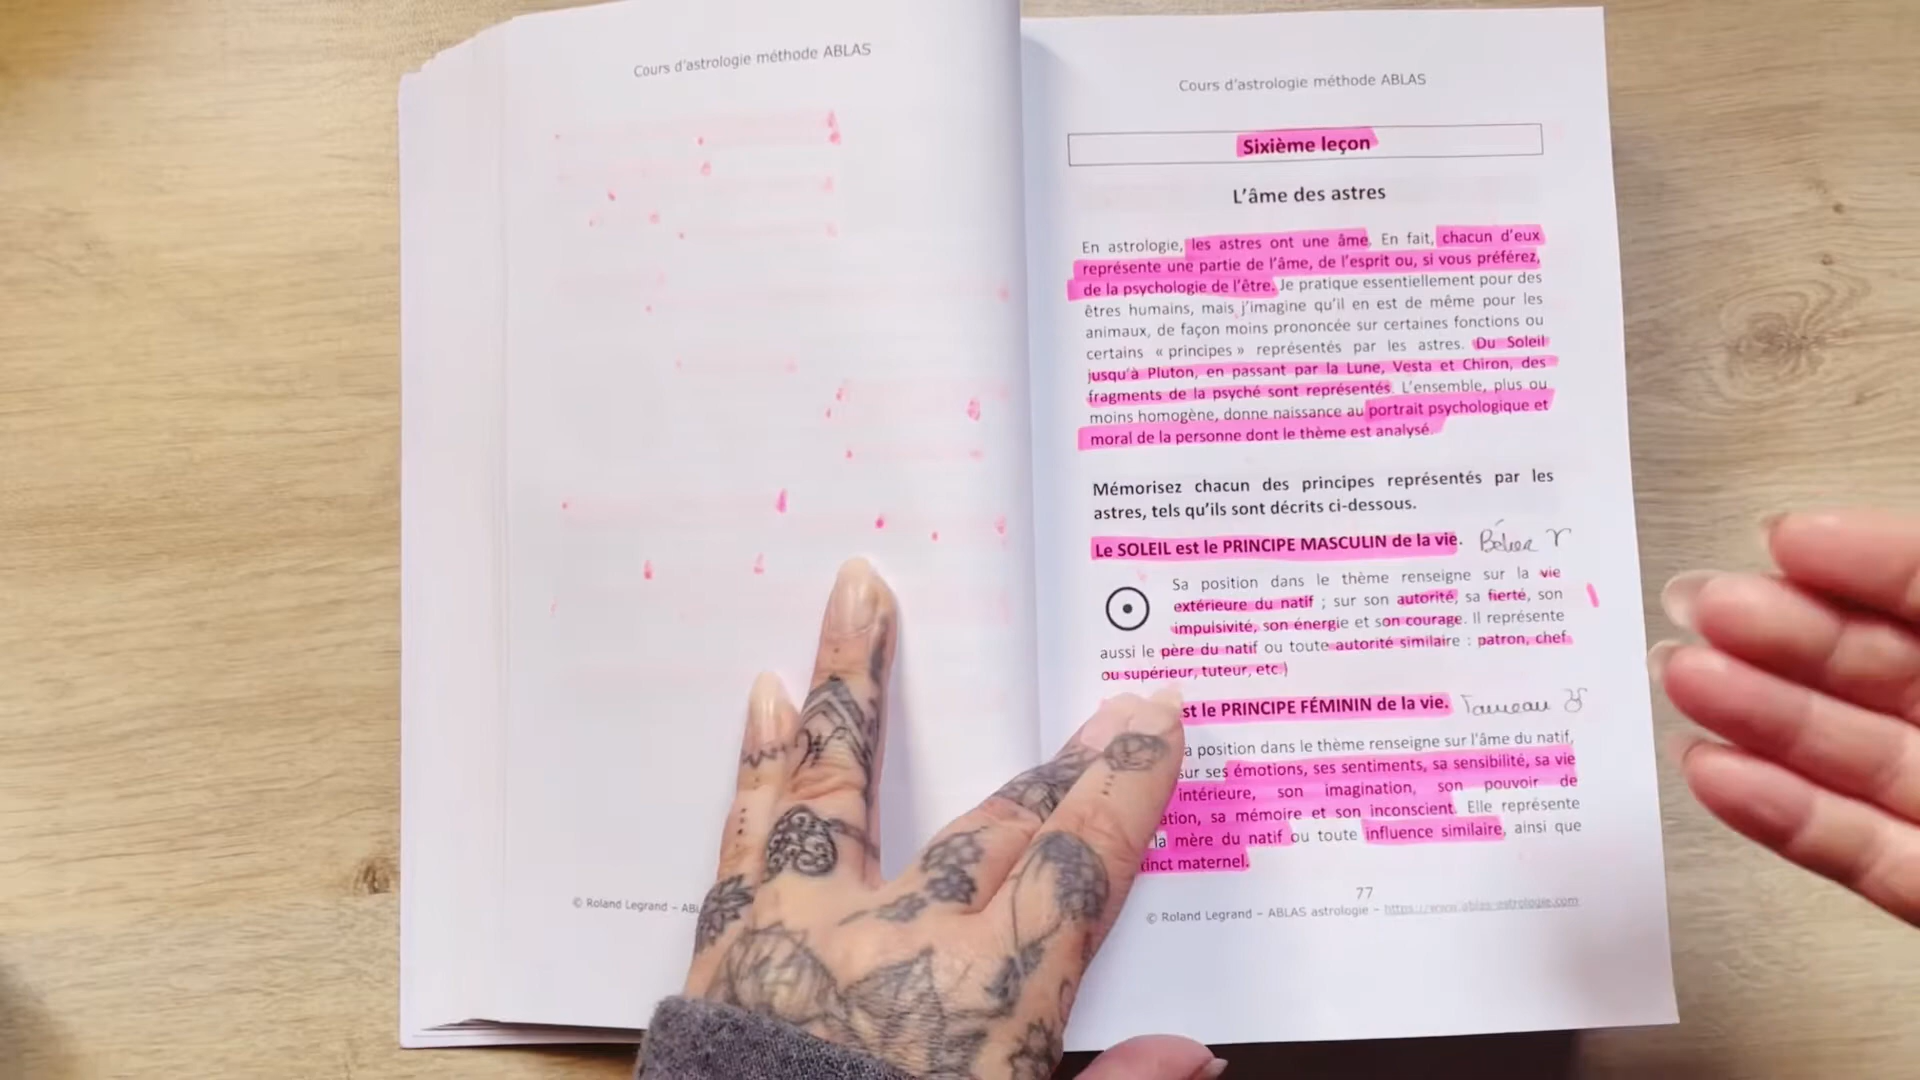 Cours d'astrologie méthode ABLAS
© Roland Legrand – ABL
Cours d'astrologie méthode ABLAS
Sixième leçon
L'âme des astres
En astrologie, les astres ont une âme. En fait, chacun d'eux
représente une partie de l'âme, de l'esprit ou, si vous préférez,
de la psychologie de l'être. Je pratique essentiellement pour des
êtres humains, mais j'imagine qu'il en est de même pour les
animaux, de façon moins prononcée sur certaines fonctions ou
certains « principes » représentés par les astres. Du Soleil
jusqu'à Pluton, en passant par la Lune, Vesta et Chiron, des
fragments de la psyché sont représentés. L'ensemble, plus ou
moins homogène, donne naissance au portrait psychologique et
moral de la personne dont le thème est analysé.
Mémorisez chacun des principes représentés par les
astres, tels qu'ils sont décrits ci-dessous.
Le SOLEIL est le PRINCIPE MASCULIN de la vie. Bélier ♈
Sa position dans le thème renseigne sur la vie
extérieure du natif ; sur son autorité, sa fierté, son
impulsivité, son énergie et son courage. Il représente
aussi le père du natif ou toute autorité similaire : patron, chef
ou supérieur, tuteur, etc.)
st le PRINCIPE FÉMININ de la vie. Taureau ♉
a position dans le thème renseigne sur l'âme du natif,
sur ses émotions, ses sentiments, sa sensibilité, sa vie
intérieure, son imagination, son pouvoir de
ation, sa mémoire et son inconscient. Elle représente
la mère du natif ou toute influence similaire, ainsi que
tinct maternel.
77
© Roland Legrand – ABLAS astrologie – https://www.ablas-astrologie.com